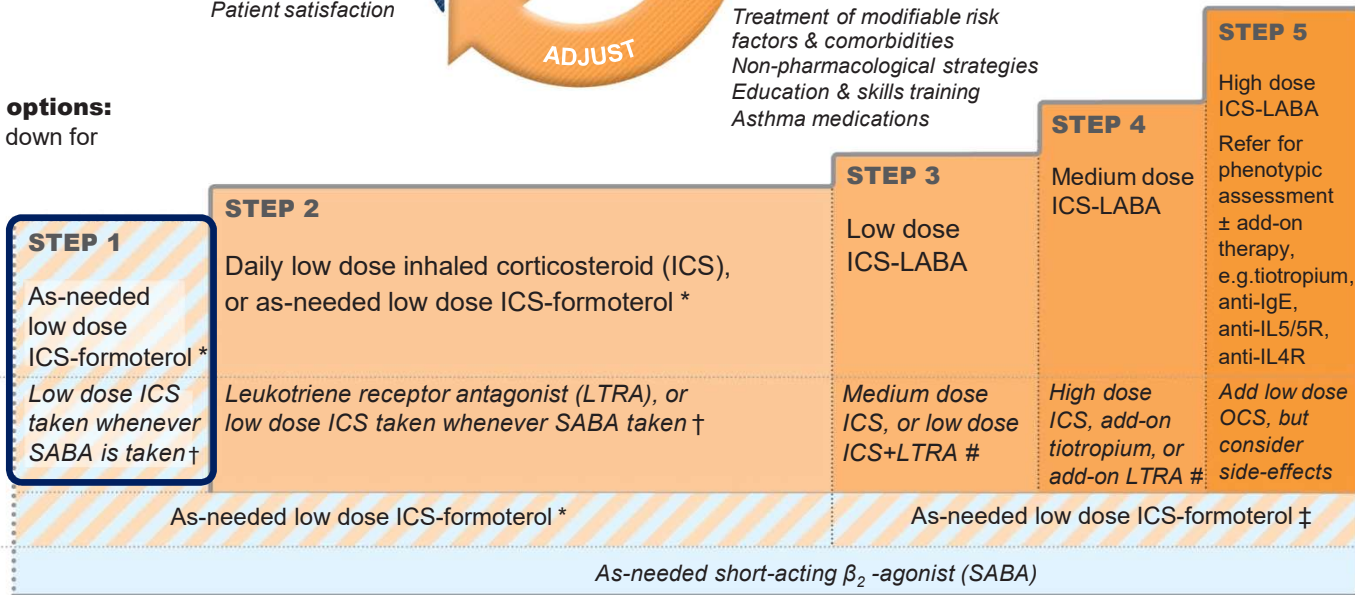 Patient satisfaction
ADJUST
Treatment of modifiable risk
factors & comorbidities
Non-pharmacological strategies
Education & skills training
Asthma medications
options:
down for
STEP 1
As-needed
low dose
ICS-formoterol *
Low dose ICS
taken whenever
SABA is taken†
STEP 2
Daily low dose inhaled corticosteroid (ICS),
or as-needed low dose ICS-formoterol *
Leukotriene receptor antagonist (LTRA), or
low dose ICS taken whenever SABA taken †
STEP 3
Low dose
ICS-LABA
Medium dose
ICS, or low dose
ICS+LTRA #
STEP 4
Medium dose
ICS-LABA
High dose
ICS, add-on
tiotropium, or
add-on LTRA #
STEP 5
High dose
ICS-LABA
Refer for
phenotypic
assessment
± add-on
therapy,
e.g.tiotropium,
anti-IgE,
anti-IL5/5R,
anti-IL4R
Add low dose
OCS, but
consider
side-effects
As-needed low dose ICS-formoterol *
As-needed low dose ICS-formoterol ‡
As-needed short-acting β₂ -agonist (SABA)